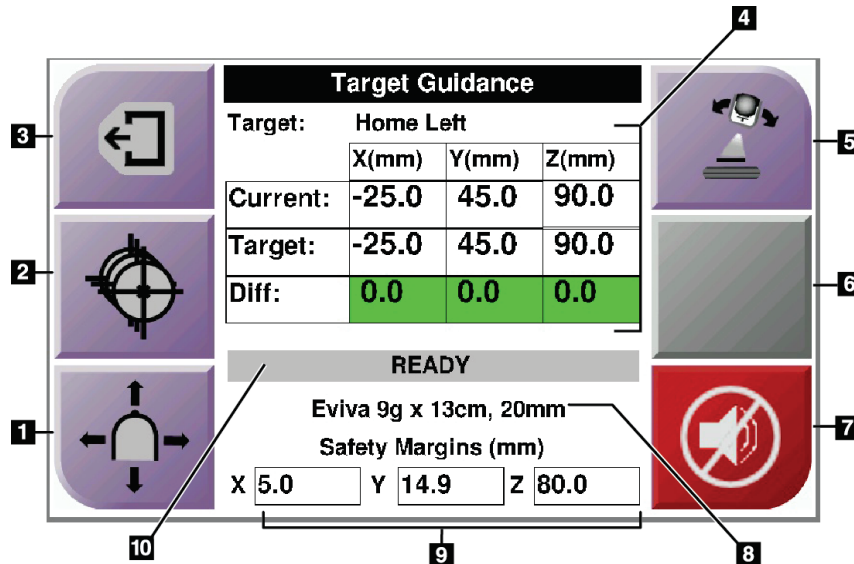 4
Target Guidance
3
Target: Home Left
5
X(mm) Y(mm) Z(mm)
Current: -25.0 45.0 90.0
Target: -25.0 45.0 90.0
2
6
Diff: 0.0 0.0 0.0
READY
Eviva 9g x 13cm, 20mm
1
7
Safety Margins (mm)
X 5.0 Y 14.9 Z 80.0
10
9
8